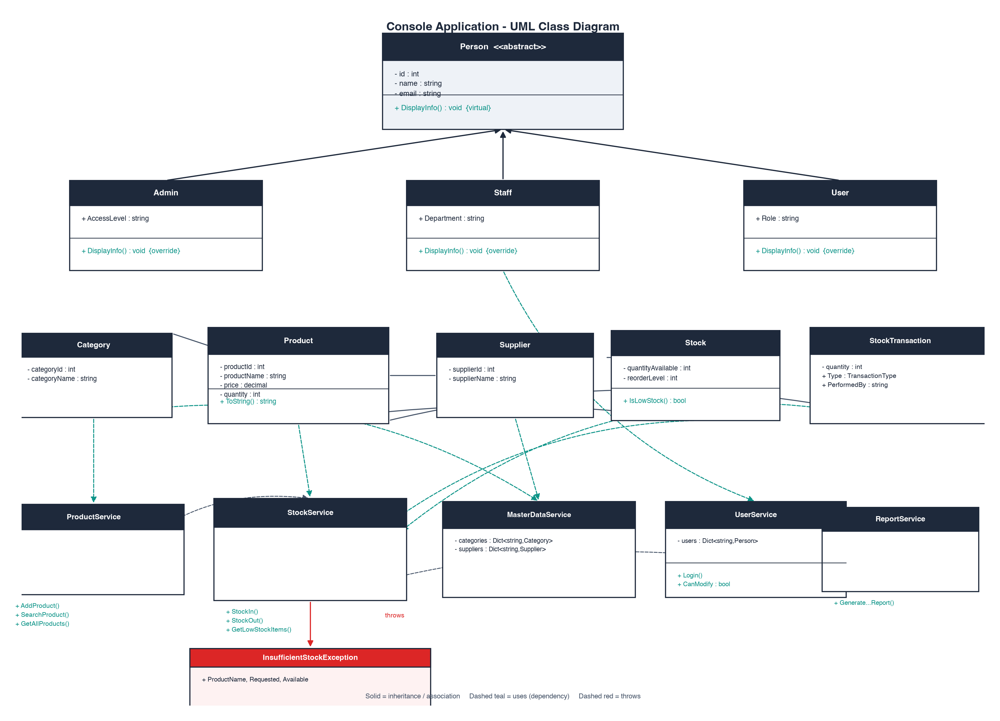 Console Application - UML Class Diagram
Person <<abstract>>
- id : int
- name : string
- email : string
+ DisplayInfo() : void {virtual}
Admin
+ AccessLevel : string
+ DisplayInfo() : void {override}
Staff
+ Department : string
+ DisplayInfo() : void {override}
User
+ Role : string
+ DisplayInfo() : void {override}
Category
- categoryId : int
- categoryName : string
Product
- productId : int
- productName : string
- price : decimal
- quantity : int
+ ToString() : string
Supplier
- supplierId : int
- supplierName : string
Stock
- quantityAvailable : int
- reorderLevel : int
+ IsLowStock() : bool
StockTransaction
- quantity : int
+ Type : TransactionType
+ PerformedBy : string
ProductService
+ AddProduct()
+ SearchProduct()
+ GetAllProducts()
StockService
+ StockIn()
+ StockOut()
+ GetLowStockItems()
throws
MasterDataService
- categories : Dict<string,Category>
- suppliers : Dict<string,Supplier>
UserService
- users : Dict<string,Person>
+ Login()
+ CanModify : bool
ReportService
+ Generate...Report()
InsufficientStockException
+ ProductName, Requested, Available
Solid = inheritance / association Dashed teal = uses (dependency) Dashed red = throws